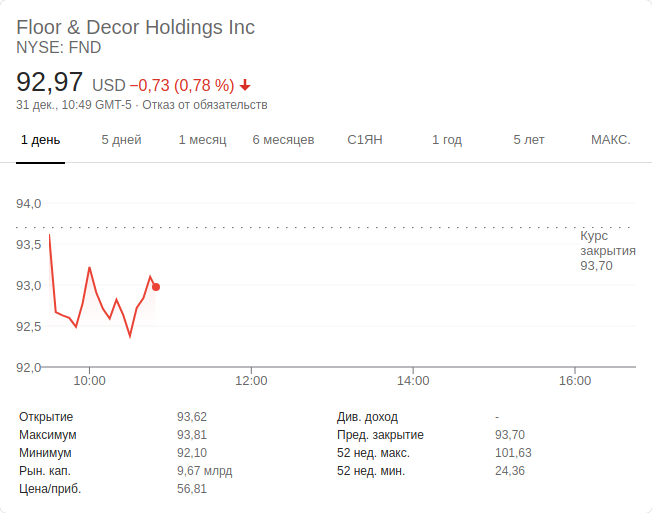 Floor & Decor Holdings Inc
NYSE: FND
92,97 USD −0,73 (0,78 %)
31 дек., 10:49 GMT-5 · Отказ от обязательств
1 день 5 дней 1 месяц 6 месяцев С1ЯН 1 год 5 лет МАКС.
94,0
Курс
93,5
закрытия
93,70
93,0
92,5
92,0
10:00 12:00 14:00 16:00
Открытие 93,62 Див. доход -
Максимум 93,81 Пред. закрытие 93,70
Минимум 92,10 52 нед. макс. 101,63
Рын. кап. 9,67 млрд 52 нед. мин. 24,36
Цена/приб. 56,81